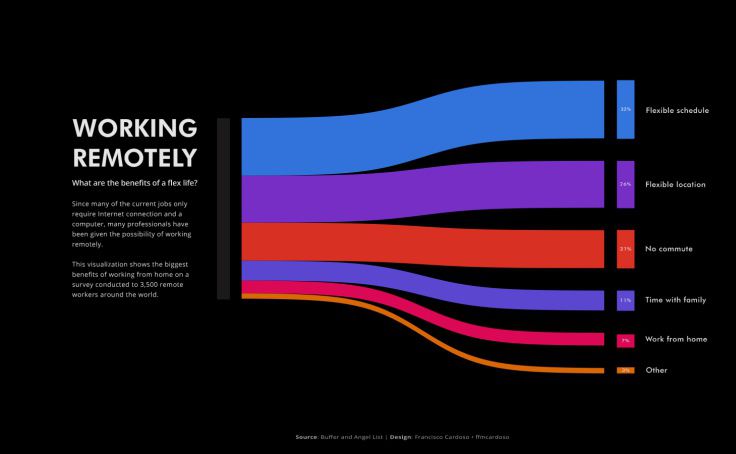 WORKING
REMOTELY
What are the benefits of a flex life?
Since many of the current jobs only
require Internet connection and a
computer, many professionals have
been given the possibility of working
remotely.
This visualization shows the biggest
benefits of working from home on a
survey conducted to 3,500 remote
workers around the world.
32% Flexible schedule
26% Flexible location
21% No commute
11% Time with family
7% Work from home
3% Other
Source: Buffer and Angel List | Design: Francisco Cardoso • ffmcardoso